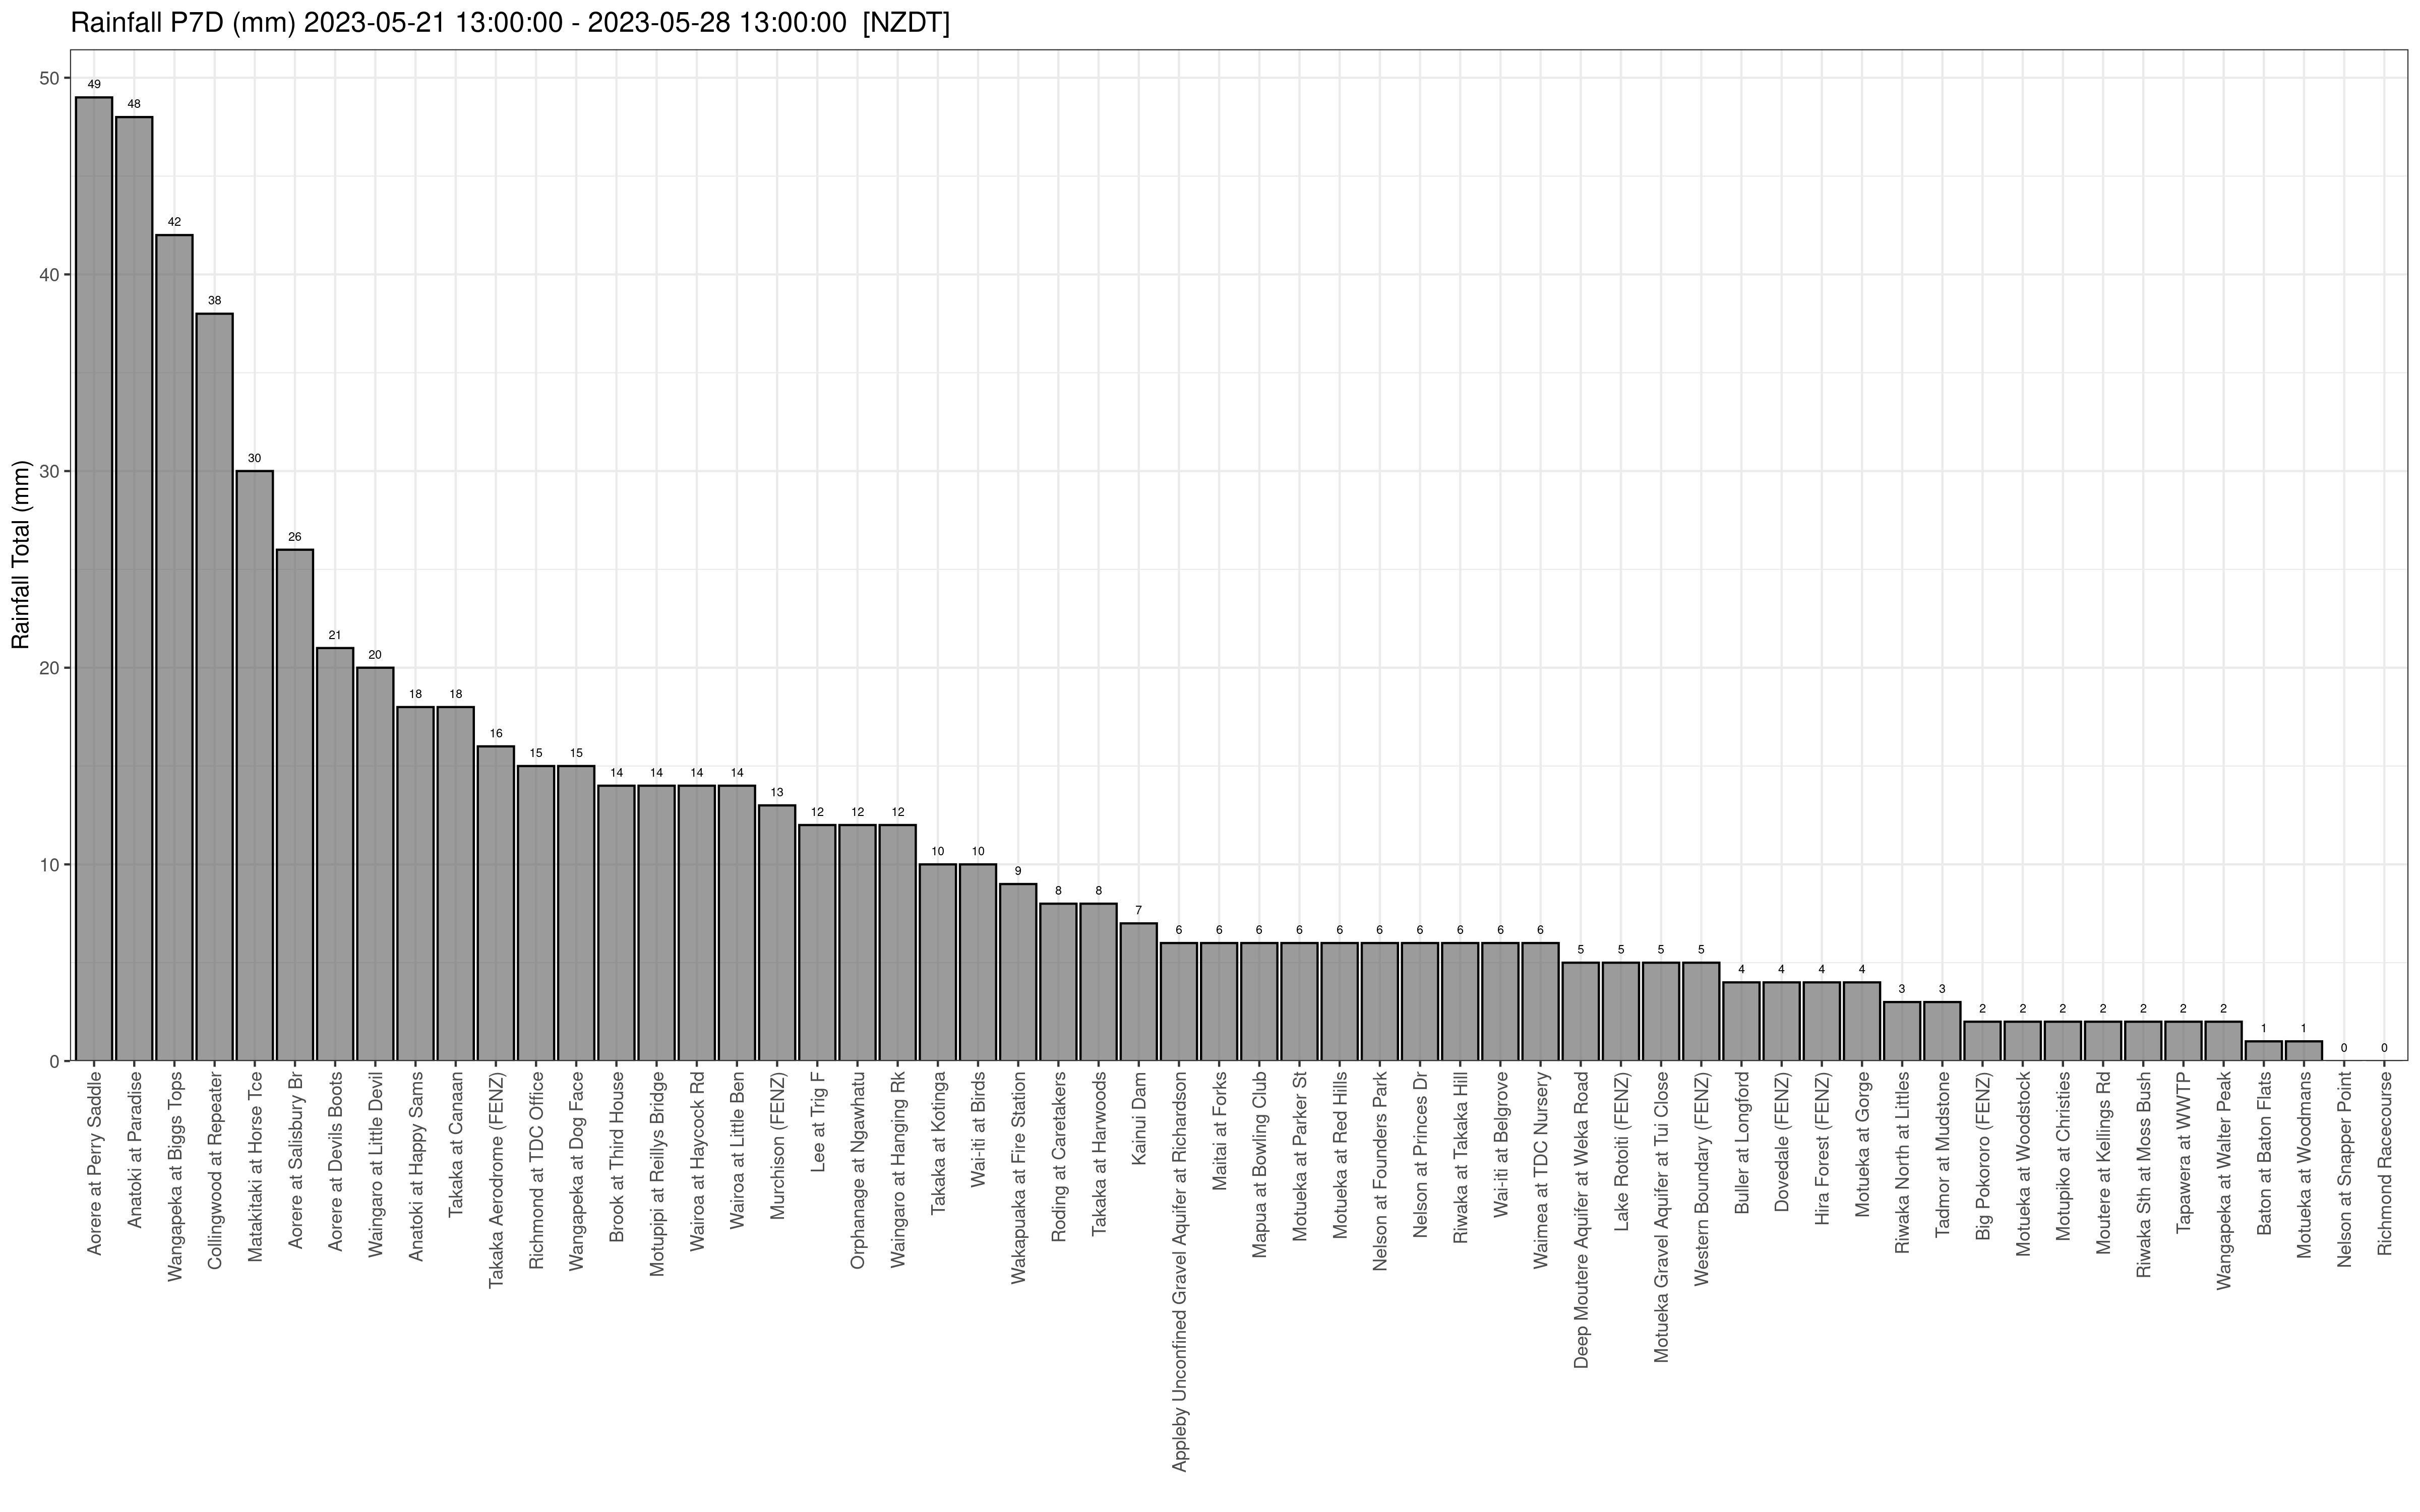 Rainfall P7D (mm) 2023-05-21 13:00:00 - 2023-05-28 13:00:00 [NZDT]
Rainfall Total (mm)
50
40
30
20
10
0
49
48
42
38
30
26
21
20
18
18
16
15
15
14
14
14
14
13
12
12
12
10
10
9
8
8
7
6
6
6
6
6
6
6
6
6
6
5
5
5
5
4
4
4
4
3
3
2
2
2
2
2
2
2
1
1
0
0
Aorere at Perry Saddle
Anatoki at Paradise
Wangapeka at Biggs Tops
Collingwood at Repeater
Matakitaki at Horse Tce
Aorere at Salisbury Br
Aorere at Devils Boots
Waingaro at Little Devil
Anatoki at Happy Sams
Takaka at Canaan
Takaka Aerodrome (FENZ)
Richmond at TDC Office
Wangapeka at Dog Face
Brook at Third House
Motupipi at Reillys Bridge
Wairoa at Haycock Rd
Wairoa at Little Ben
Murchison (FENZ)
Lee at Trig F
Orphanage at Ngawhatu
Waingaro at Hanging Rk
Takaka at Kotinga
Wai-iti at Birds
Wakapuaka at Fire Station
Roding at Caretakers
Takaka at Harwoods
Kainui Dam
Appleby Unconfined Gravel Aquifer at Richardson
Maitai at Forks
Mapua at Bowling Club
Motueka at Parker St
Motueka at Red Hills
Nelson at Founders Park
Nelson at Princes Dr
Riwaka at Takaka Hill
Wai-iti at Belgrove
Waimea at TDC Nursery
Deep Moutere Aquifer at Weka Road
Lake Rotoiti (FENZ)
Motueka Gravel Aquifer at Tui Close
Western Boundary (FENZ)
Buller at Longford
Dovedale (FENZ)
Hira Forest (FENZ)
Motueka at Gorge
Riwaka North at Littles
Tadmor at Mudstone
Big Pokororo (FENZ)
Motueka at Woodstock
Motupiko at Christies
Moutere at Kellings Rd
Riwaka Sth at Moss Bush
Tapawera at WWTP
Wangapeka at Walter Peak
Baton at Baton Flats
Motueka at Woodmans
Nelson at Snapper Point
Richmond Racecourse